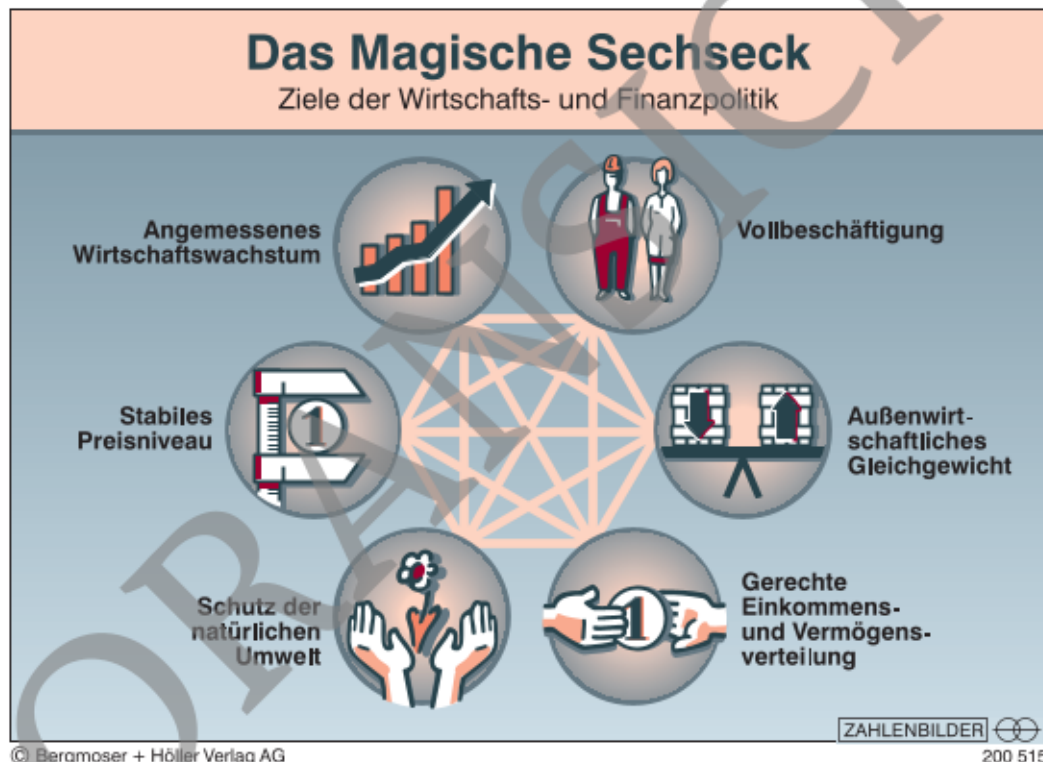 Das Magische Sechseck
Ziele der Wirtschafts- und Finanzpolitik
Angemessenes
Wirtschaftswachstum
Vollbeschäftigung
Stabiles
Preisniveau
1
Außenwirt-
schaftliches
Gleichgewicht
Schutz der
natürlichen
Umwelt
1
Gerechte
Einkommens-
und Vermögens-
verteilung
ZAHLENBILDER
© Bergmoser + Höller Verlag AG
200 515